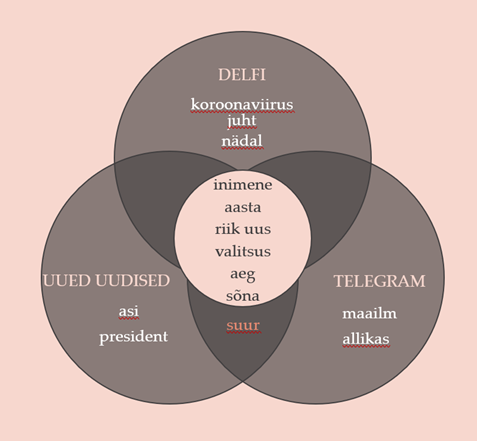 DELFI
koroonaviirus
juht
nädal
inimene
aasta
riik uus
valitsus
aeg
sõna
suur
UUED UUDISED
asi
president
TELEGRAM
maailm
allikas